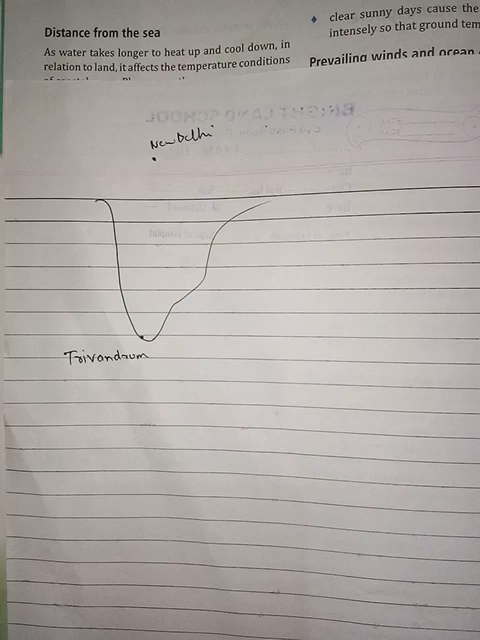 Distance from the sea
As water takes longer to heat up and cool down, in
relation to land, it affects the temperature conditions
clear sunny days cause the
intensely so that ground tem
Prevailing winds and ocean
BRIGHTLAND SCHOOL
New Delhi
Trivandrum